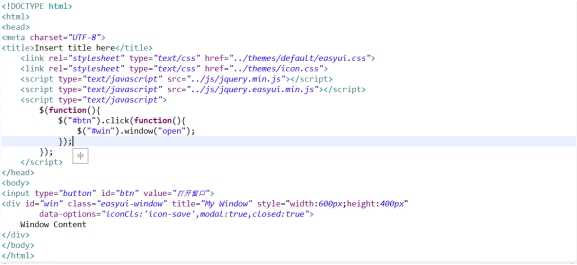 <!DOCTYPE html>
<html>
<head>
<meta charset="UTF-8">
<title>Insert title here</title>
    <link rel="stylesheet" type="text/css" href="../themes/default/easyui.css">
    <link rel="stylesheet" type="text/css" href="../themes/icon.css">
    <script type="text/javascript" src="../js/jquery.min.js"></script>
    <script type="text/javascript" src="../js/jquery.easyui.min.js"></script>
    <script type="text/javascript">
        $(function(){
            $("#btn").click(function(){
                $("#win").window("open");
            });
        });
    </script>
</head>
<body>
<input type="button" id="btn" value="打开窗口">
<div id="win" class="easyui-window" title="My Window" style="width:600px;height:400px"
        data-options="iconCls:'icon-save',modal:true,closed:true">
    Window Content
</div>
</body>
</html>